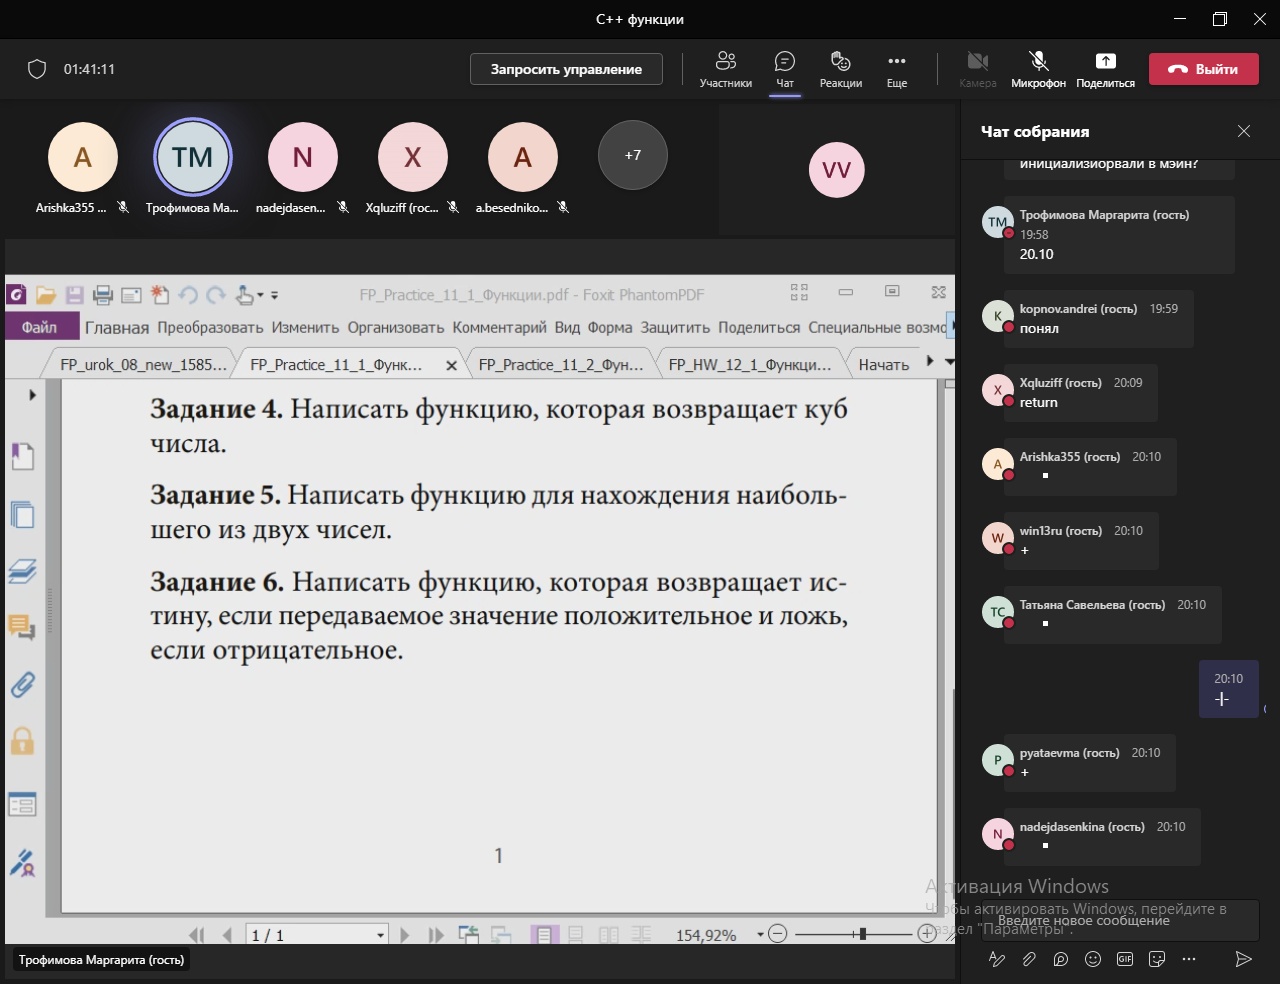 C++ функции
01:41:11
Запросить управление
Участники
Чат
Реакции
Еще
Камера
Микрофон
Поделиться
Выйти
A
TM
N
X
A
+7
VV
Arishka355 ...
Трофимова Ma...
nadejdasen...
Xqluziff (гос...
a.besedniko...
FP_Practice_11_1_Функции.pdf - Foxit PhantomPDF
Файл
Главная
Преобразовать
Изменить
Организовать
Комментарий
Вид
Форма
Защитить
Поделиться
Специальные возмо
FP_urok_08_new_1585...
FP_Practice_11_1_Функ...
FP_Practice_11_2_Фун...
FP_HW_12_1_Функци...
Начать
Задание 4. Написать функцию, которая возвращает куб
числа.
Задание 5. Написать функцию для нахождения наиболь-
шего из двух чисел.
Задание 6. Написать функцию, которая возвращает ис-
тину, если передаваемое значение положительное и ложь,
если отрицательное.
1
1 / 1
154,92%
Трофимова Маргарита (гость)
Чат собрания
инициализиорвали в мэин?
TM
Трофимова Маргарита (гость)
19:58
20.10
K
kopnov.andrei (гость) 19:59
понял
X
Xqluziff (гость) 20:09
return
A
Arishka355 (гость) 20:10
W
win13ru (гость) 20:10
+
TC
Татьяна Савельева (гость) 20:10
20:10
-|-
P
pyataevma (гость) 20:10
+
N
nadejdasenkina (гость) 20:10
Активация Windows
Чтобы активировать Windows, перейдите в
раздел "Параметры".
Введите новое сообщение
GIF